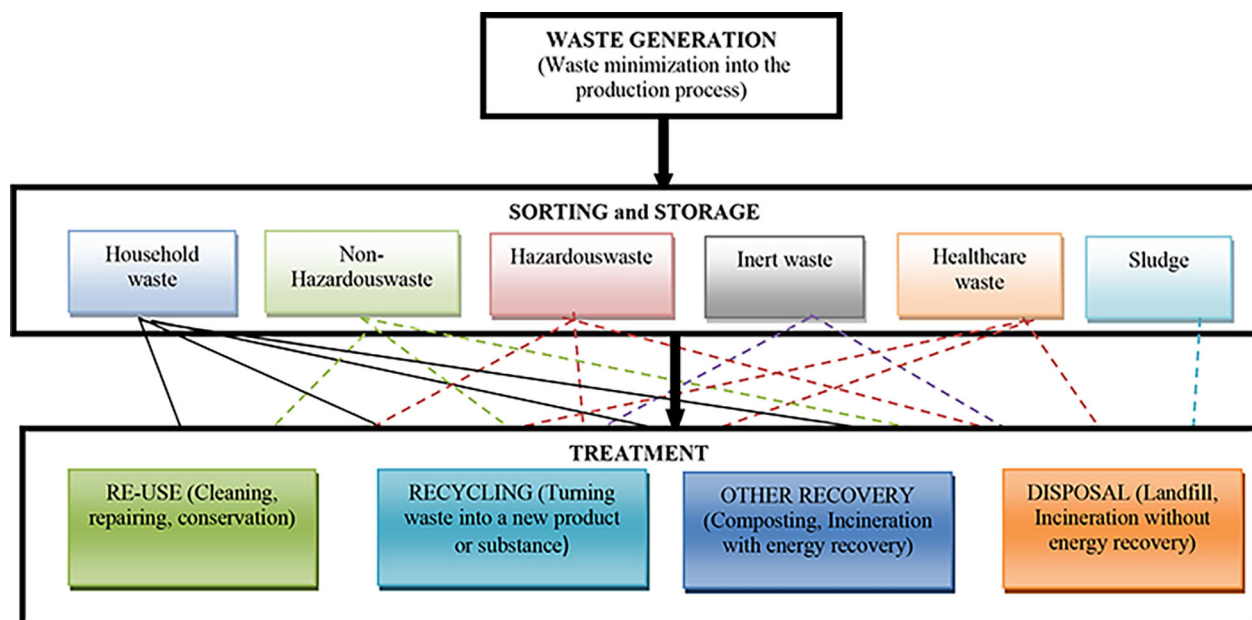 WASTE GENERATION
(Waste minimization into the
production process)
SORTING and STORAGE
Household
waste
Non-
Hazardouswaste
Hazardouswaste
Inert waste
Healthcare
waste
Sludge
TREATMENT
RE-USE (Cleaning,
repairing, conservation)
RECYCLING (Turning
waste into a new product
or substance)
OTHER RECOVERY
(Composting, Incineration
with energy recovery)
DISPOSAL (Landfill,
Incineration without
energy recovery)